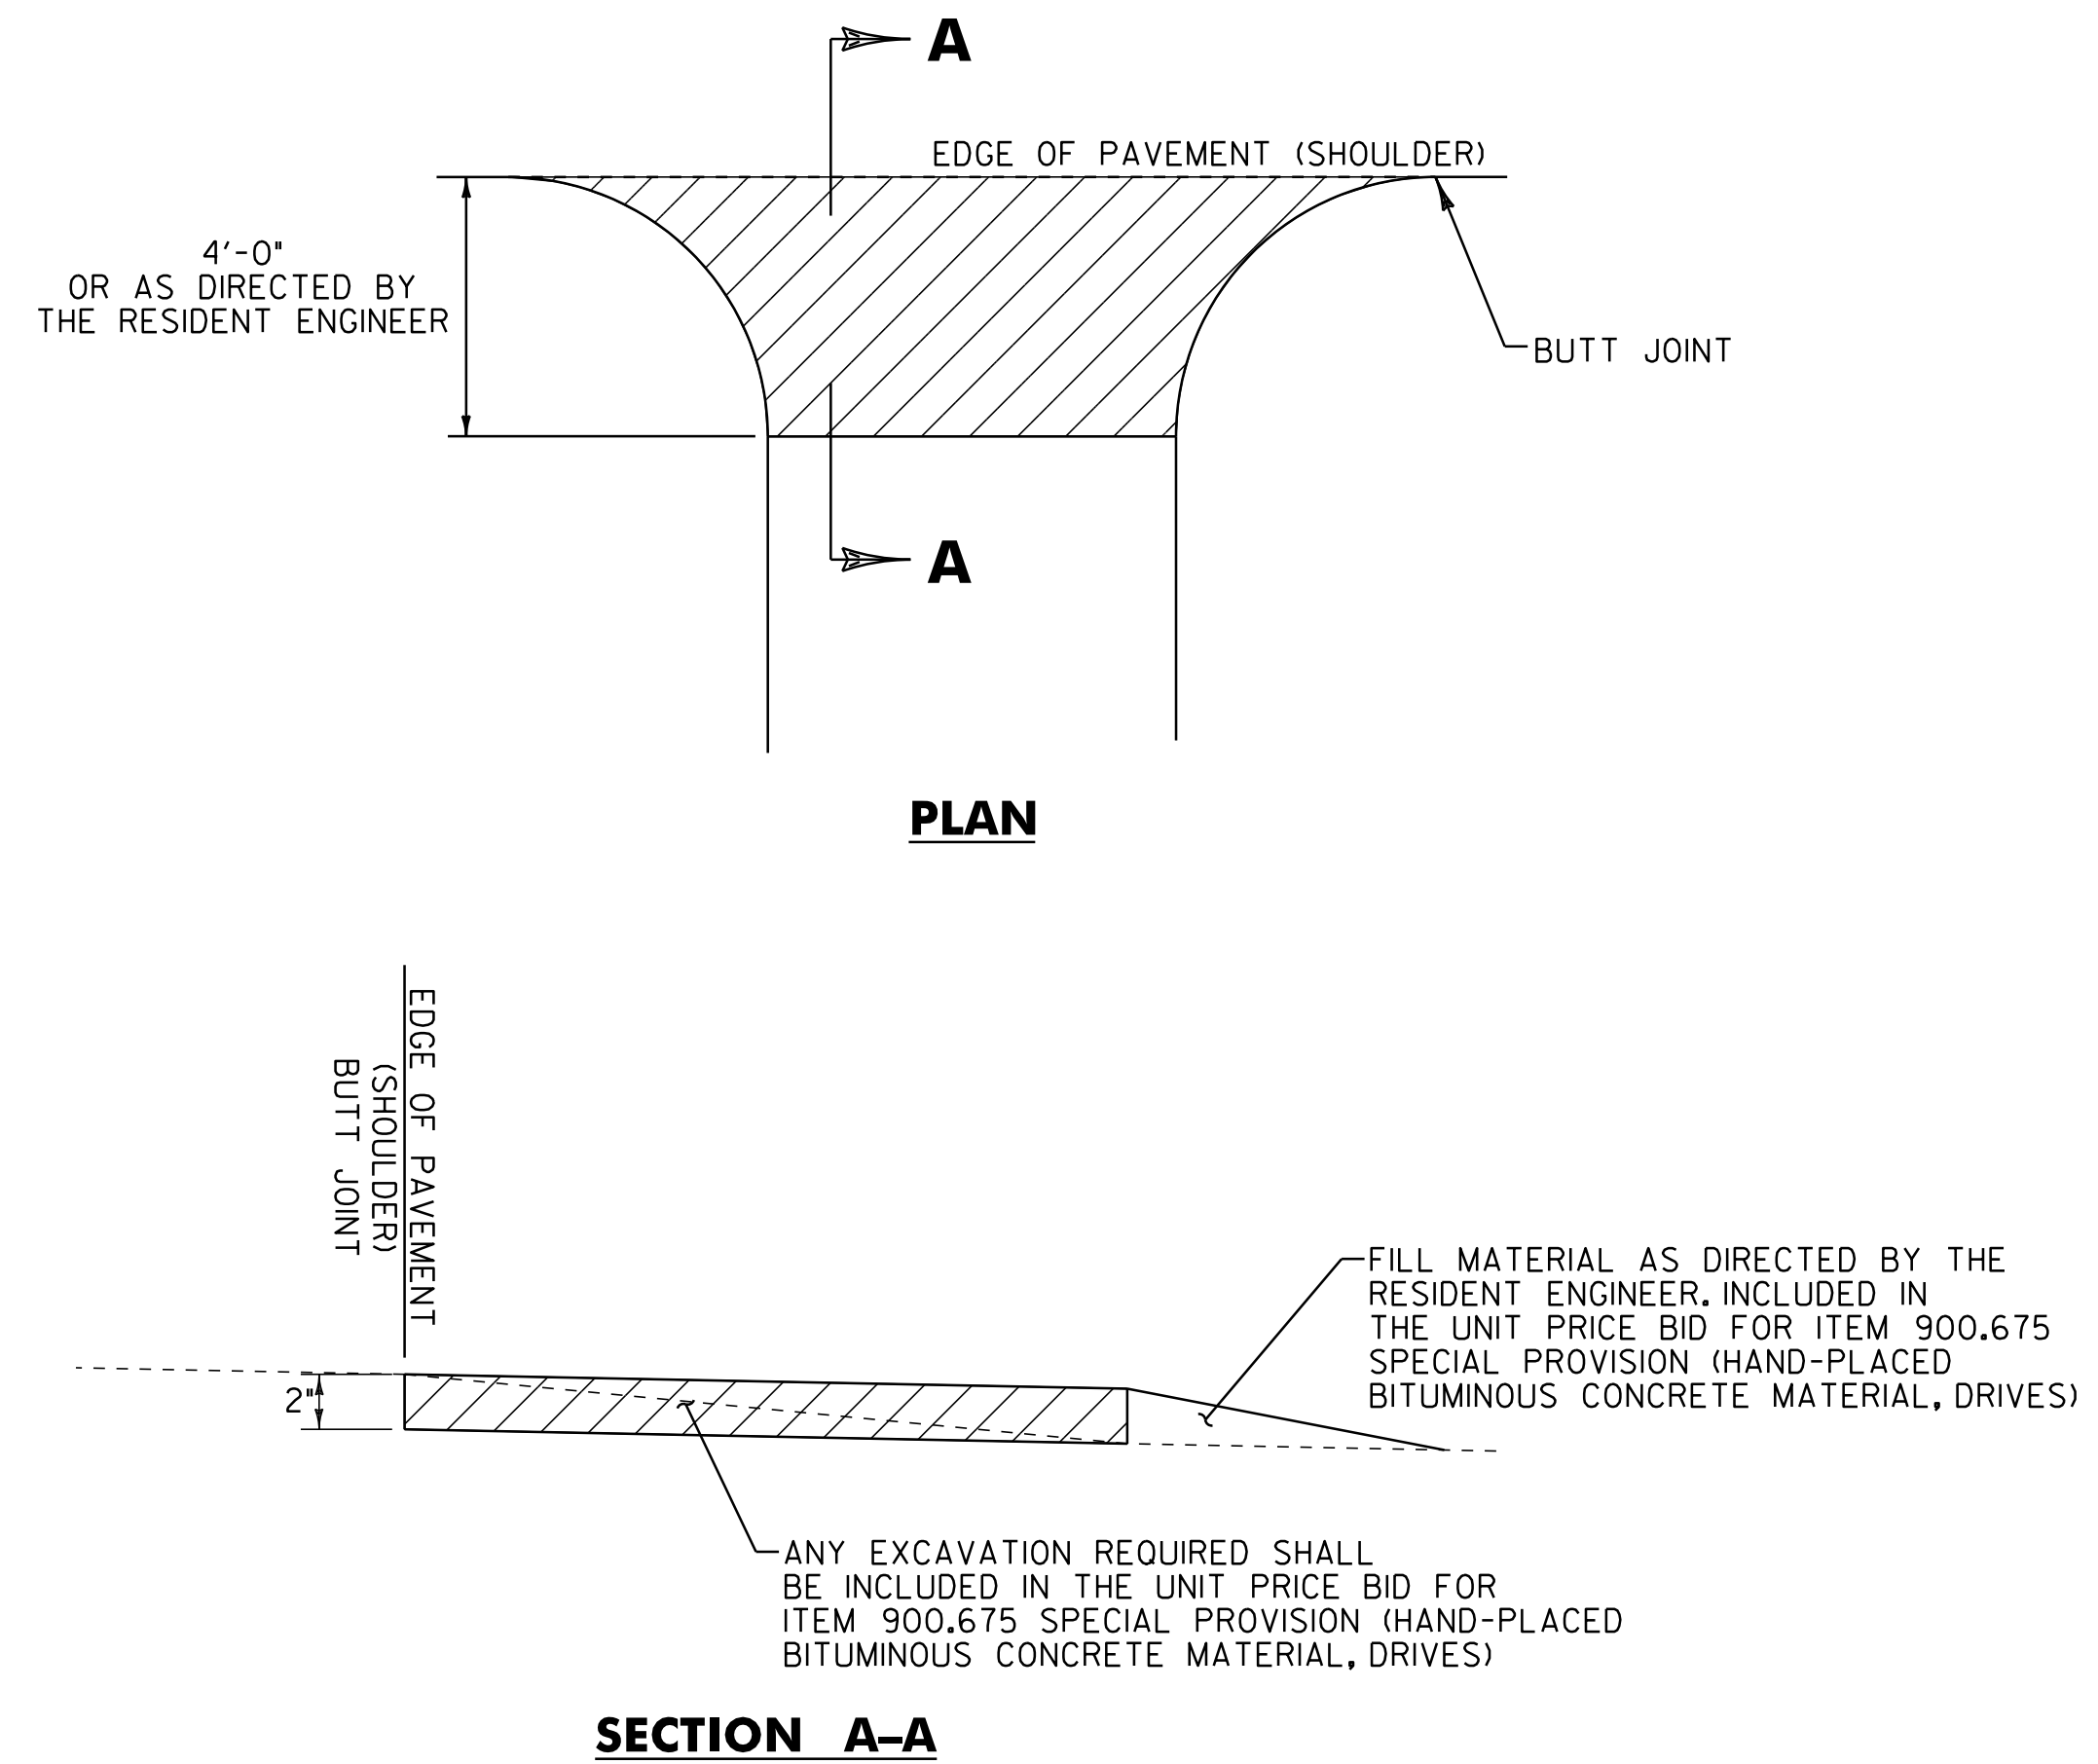 A
EDGE OF PAVEMENT (SHOULDER)
4'-0"
OR AS DIRECTED BY
THE RESIDENT ENGINEER
BUTT JOINT
A
PLAN
EDGE OF PAVEMENT
(SHOULDER)
BUTT JOINT
2"
FILL MATERIAL AS DIRECTED BY THE
RESIDENT ENGINEER. INCLUDED IN
THE UNIT PRICE BID FOR ITEM 900.675
SPECIAL PROVISION (HAND-PLACED
BITUMINOUS CONCRETE MATERIAL, DRIVES)
ANY EXCAVATION REQUIRED SHALL
BE INCLUDED IN THE UNIT PRICE BID FOR
ITEM 900.675 SPECIAL PROVISION (HAND-PLACED
BITUMINOUS CONCRETE MATERIAL, DRIVES)
SECTION A–A